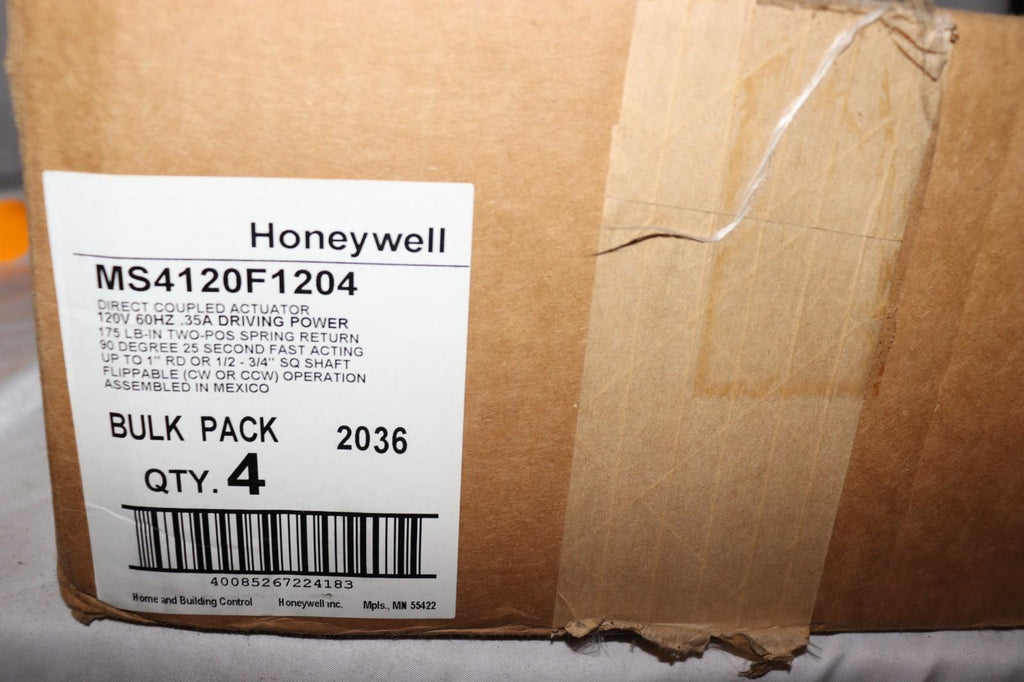 Honeywell
MS4120F1204
DIRECT COUPLED ACTUATOR
120V 60HZ .35A DRIVING POWER
175 LB-IN TWO-POS SPRING RETURN
90 DEGREE 25 SECOND FAST ACTING
UP TO 1" RD OR 1/2 - 3/4" SQ SHAFT
FLIPPABLE (CW OR CCW) OPERATION
ASSEMBLED IN MEXICO
BULK PACK 2036
QTY. 4
40085267224183
Home and Building Control Honeywell inc. Mpls., MN 55422